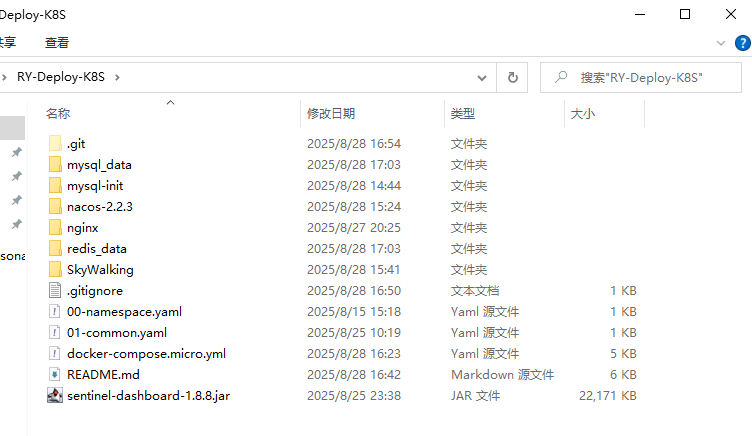 Deploy-K8S
共享 查看
RY-Deploy-K8S 搜索"RY-Deploy-K8S"
名称 修改日期 类型 大小
.git 2025/8/28 16:54 文件夹
mysql_data 2025/8/28 17:03 文件夹
mysql-init 2025/8/28 14:44 文件夹
nacos-2.2.3 2025/8/28 15:24 文件夹
nginx 2025/8/27 20:25 文件夹
redis_data 2025/8/28 17:03 文件夹
SkyWalking 2025/8/28 15:41 文件夹
sona
.gitignore 2025/8/28 16:50 文本文档 1 KB
00-namespace.yaml 2025/8/15 15:18 Yaml 源文件 1 KB
01-common.yaml 2025/8/25 10:19 Yaml 源文件 1 KB
docker-compose.micro.yml 2025/8/28 16:23 Yaml 源文件 5 KB
README.md 2025/8/28 16:42 Markdown 源文件 6 KB
sentinel-dashboard-1.8.8.jar 2025/8/25 23:38 JAR 文件 22,171 KB